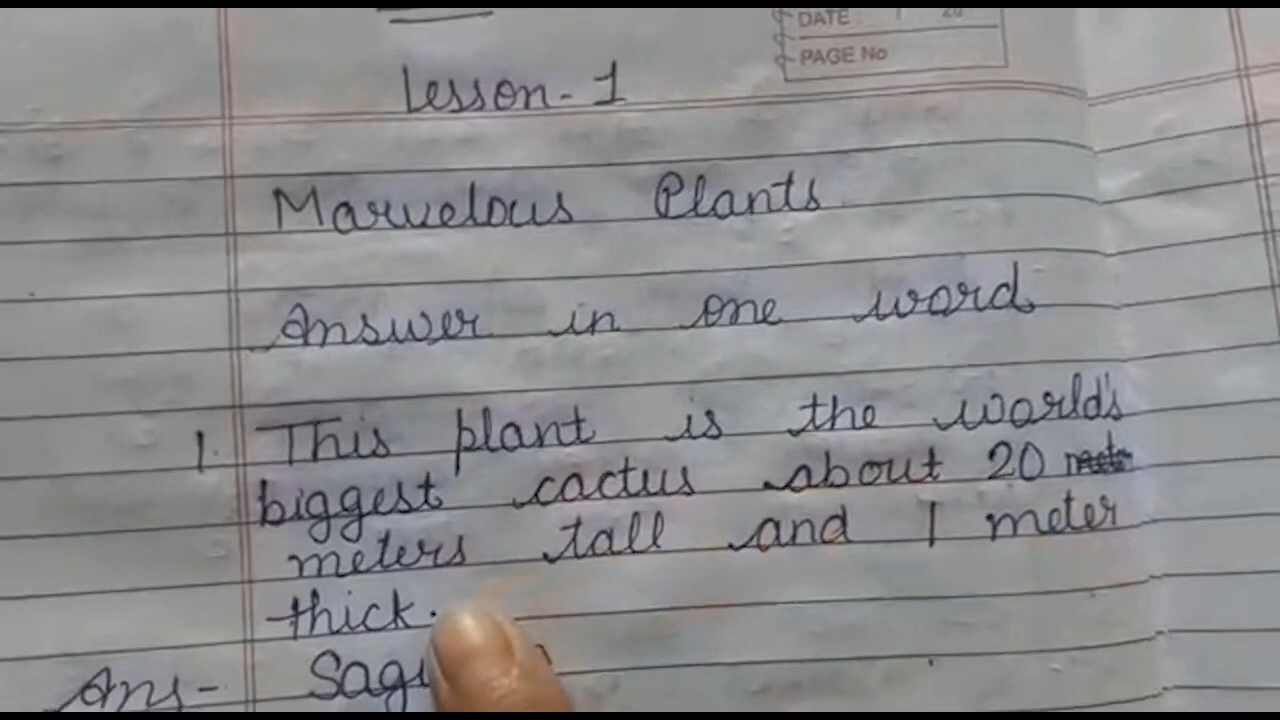 DATE
PAGE No
Lesson-1
Marvelous Plants
Answer in one word
1. This plant is the world's
biggest cactus about 20
meters tall and 1 meter
thick.
Ans-